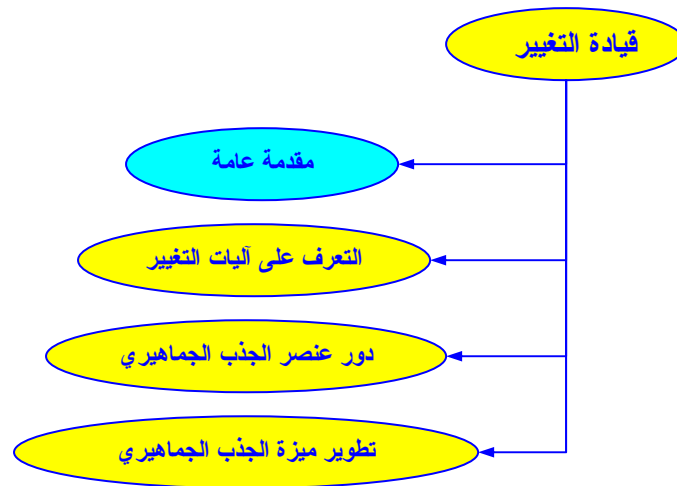 قيادة التغيير
مقدمة عامة
التعرف على آليات التغيير
دور عنصر الجذب الجماهيري
تطوير ميزة الجذب الجماهيري